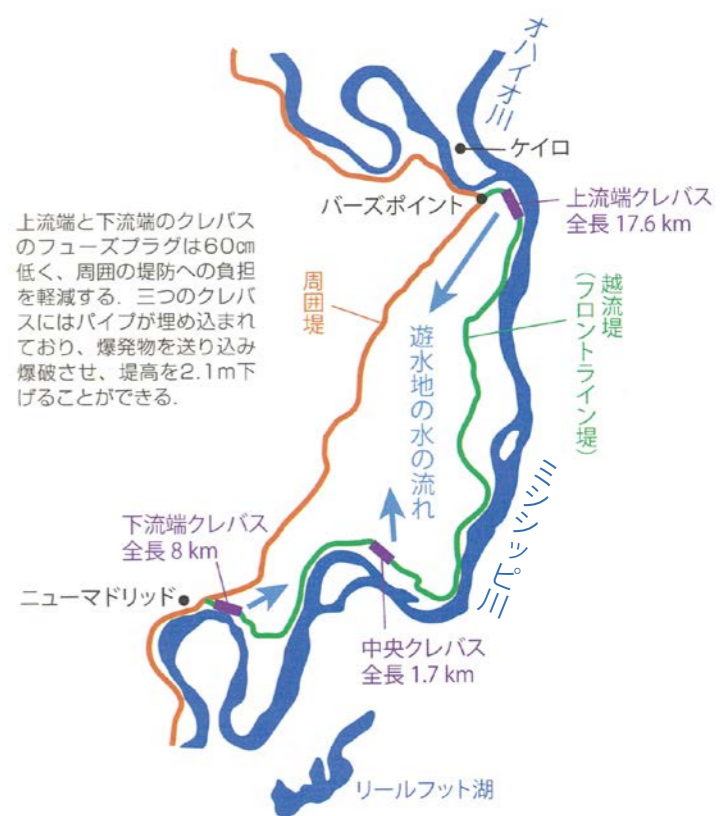 オハイオ川
ケイロ
バーズポイント
上流端クレバス
全長 17.6 km
上流端と下流端のクレバス
のフューズプラグは60㎝
低く、周囲の堤防への負担
を軽減する．三つのクレバ
スにはパイプが埋め込まれ
ており、爆発物を送り込み
爆破させ、堤高を2.1m下
げることができる．
周囲堤
越流堤
（フロントライン堤）
遊水地の水の流れ
ミシシッピ川
下流端クレバス
全長 8 km
ニューマドリッド
中央クレバス
全長 1.7 km
リールフット湖